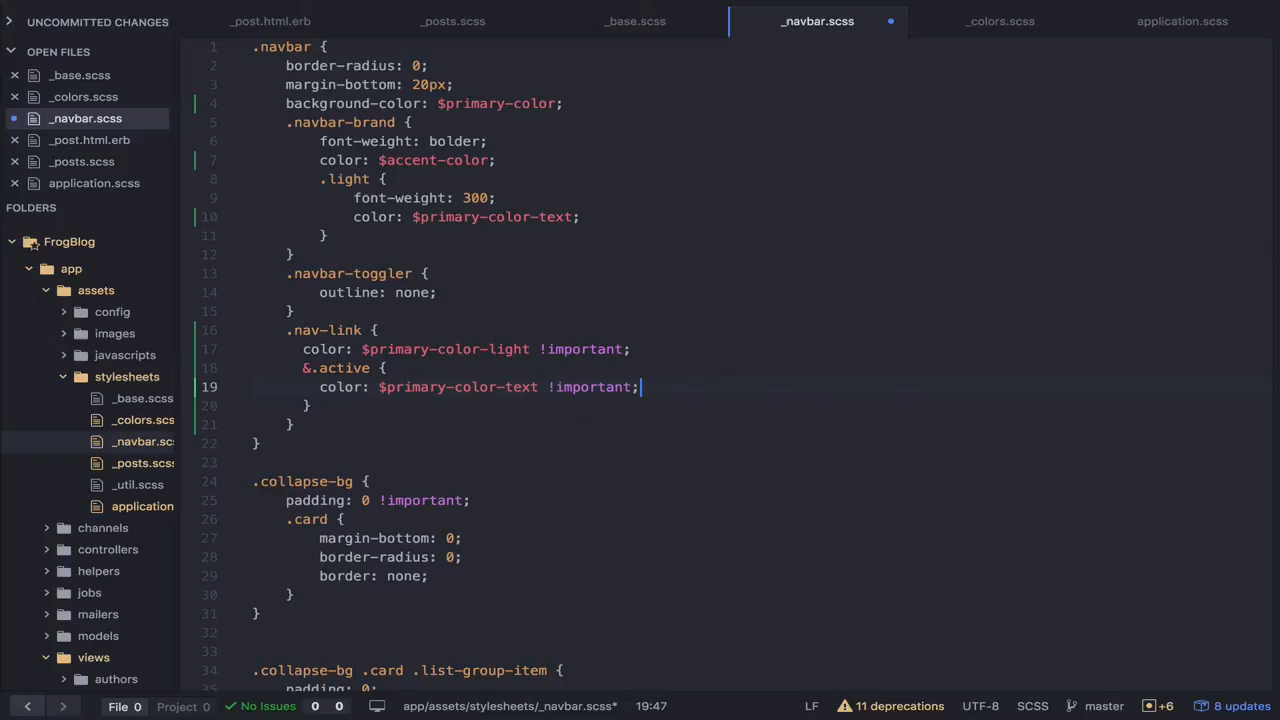 UNCOMMITTED CHANGES
OPEN FILES
_base.scss
_colors.scss
_navbar.scss
_post.html.erb
_posts.scss
application.scss
FOLDERS
FrogBlog
app
assets
config
images
javascripts
stylesheets
_base.scss
_colors.scs
_navbar.sc
_posts.scss
_util.scss
application
channels
controllers
helpers
jobs
mailers
models
views
authors
_post.html.erb _posts.scss _base.scss _navbar.scss _colors.scss application.scss
1 .navbar {
2 border-radius: 0;
3 margin-bottom: 20px;
4 background-color: $primary-color;
5 .navbar-brand {
6 font-weight: bolder;
7 color: $accent-color;
8 .light {
9 font-weight: 300;
10 color: $primary-color-text;
11 }
12 }
13 .navbar-toggler {
14 outline: none;
15 }
16 .nav-link {
17 color: $primary-color-light !important;
18 &.active {
19 color: $primary-color-text !important;
20 }
21 }
22 }
23
24 .collapse-bg {
25 padding: 0 !important;
26 .card {
27 margin-bottom: 0;
28 border-radius: 0;
29 border: none;
30 }
31 }
32
33
34 .collapse-bg .card .list-group-item {
35 padding: 0;
File 0 Project 0 No Issues 0 0 app/assets/stylesheets/_navbar.scss* 19:47 LF 11 deprecations UTF-8 SCSS master +6 8 updates